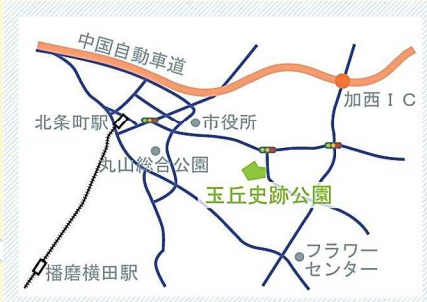 中国自動車道
加西ＩＣ
北条町駅
市役所
丸山総合公園
玉丘史跡公園
フラワー
センター
播磨横田駅